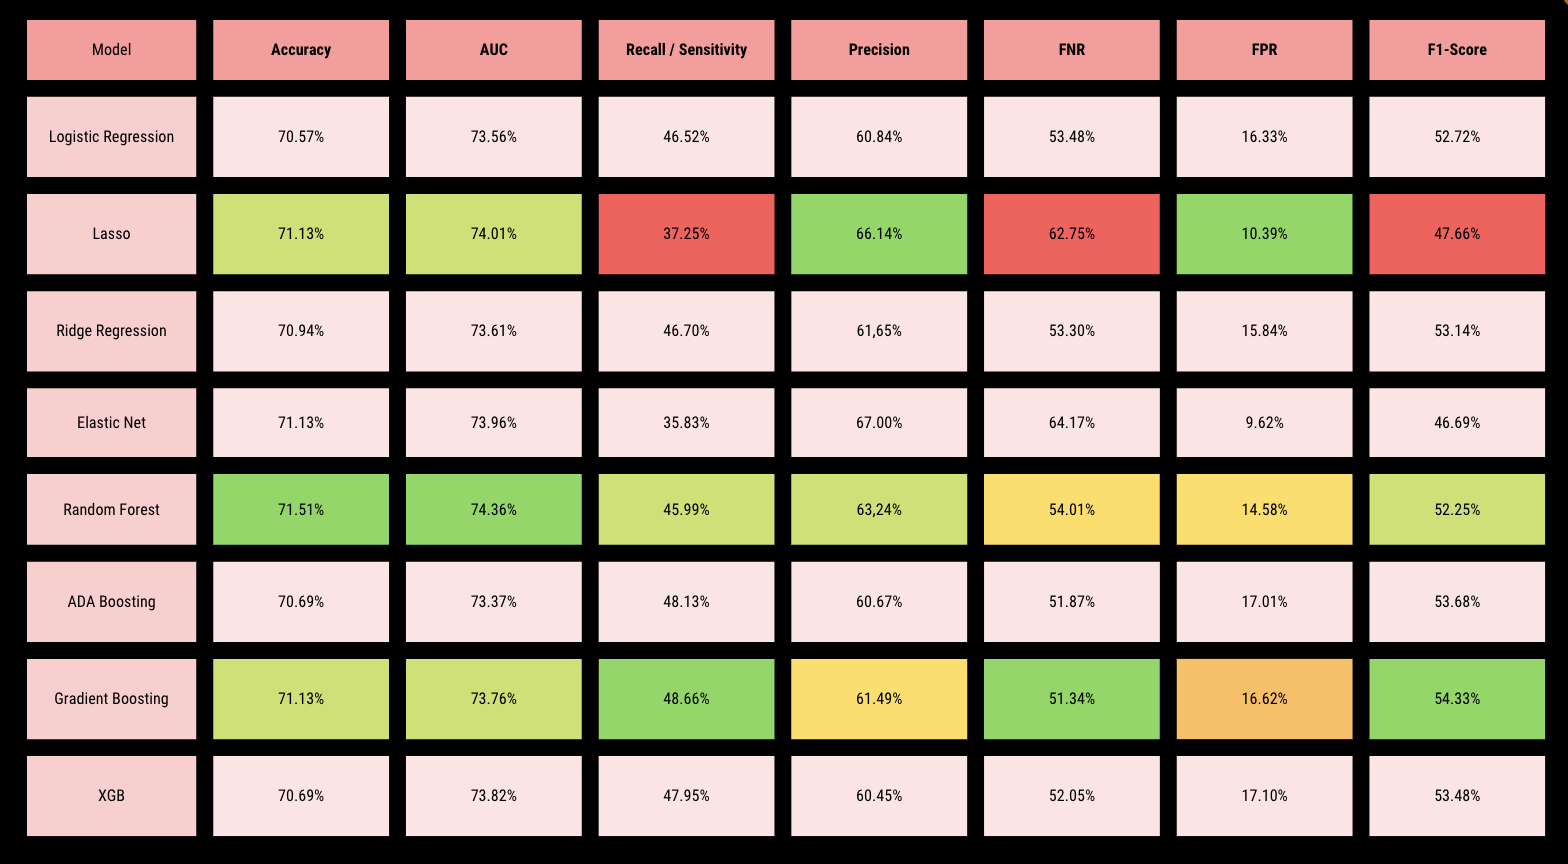 Model Accuracy AUC Recall / Sensitivity Precision FNR FPR F1-Score
Logistic Regression 70.57% 73.56% 46.52% 60.84% 53.48% 16.33% 52.72%
Lasso 71.13% 74.01% 37.25% 66.14% 62.75% 10.39% 47.66%
Ridge Regression 70.94% 73.61% 46.70% 61,65% 53.30% 15.84% 53.14%
Elastic Net 71.13% 73.96% 35.83% 67.00% 64.17% 9.62% 46.69%
Random Forest 71.51% 74.36% 45.99% 63,24% 54.01% 14.58% 52.25%
ADA Boosting 70.69% 73.37% 48.13% 60.67% 51.87% 17.01% 53.68%
Gradient Boosting 71.13% 73.76% 48.66% 61.49% 51.34% 16.62% 54.33%
XGB 70.69% 73.82% 47.95% 60.45% 52.05% 17.10% 53.48%